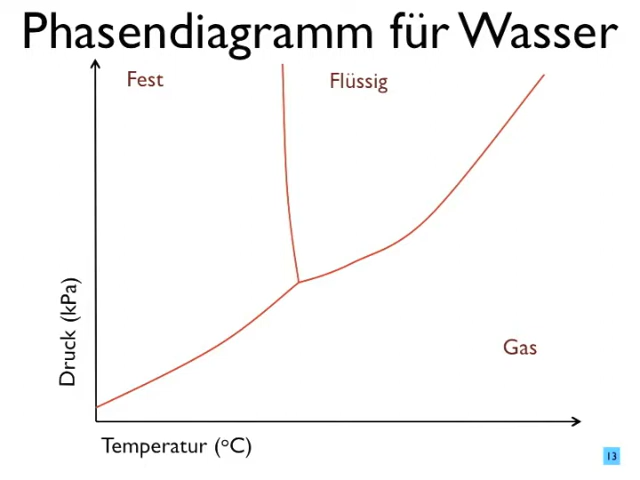 Phasendiagramm für Wasser
Fest
Flüssig
Druck (kPa)
Gas
Temperatur (°C)
13